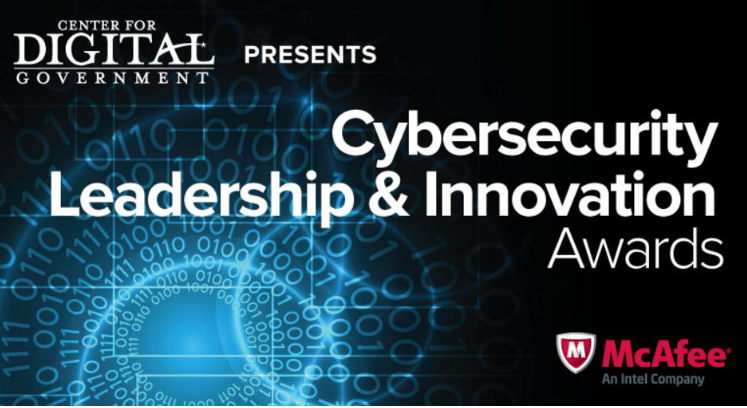 CENTER FOR
DIGITAL
GOVERNMENT
PRESENTS
Cybersecurity
Leadership & Innovation
Awards
M McAfee
An Intel Company